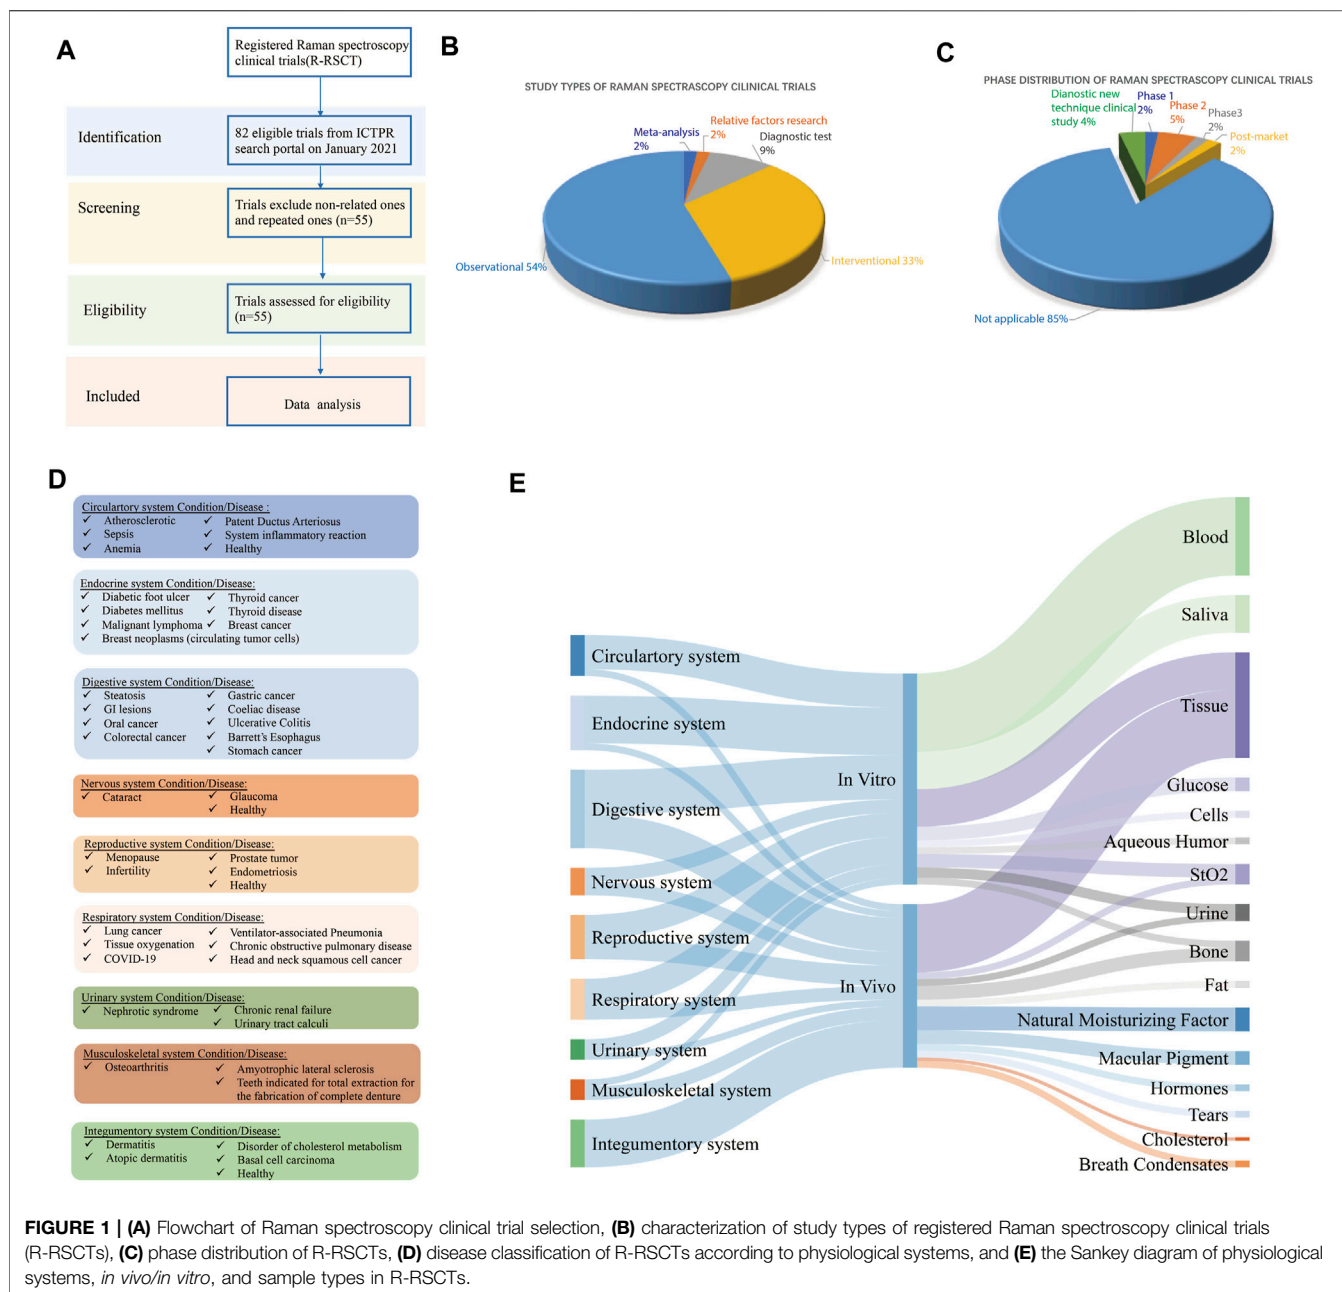 A
Registered Raman spectroscopy
clinical trials(R-RSCT)
Identification
82 eligible trials from ICTPR
search portal on January 2021
Screening
Trials exclude non-related ones
and repeated ones (n=55)
Eligibility
Trials assessed for eligibility
(n=55)
Included
Data analysis
B
STUDY TYPES OF RAMAN SPECTRASCOPY CILINICAL TRIALS
Meta-analysis
2%
Relative factors research
2%
Diagnostic test
9%
Observational 54%
Interventional 33%
C
PHASE DISTRIBUTION OF RAMAN SPECTRASCOPY CLINICAL TRIALS
Dianostic new
technique clinical
study 4%
Phase 1
2%
Phase 2
5%
Phase3
2%
Post-market
2%
Not applicable 85%
D
Circulartory system Condition/Disease :
✓ Atherosclerotic ✓ Patent Ductus Arteriosus
✓ Sepsis ✓ System inflammatory reaction
✓ Anemia ✓ Healthy
Endocrine system Condition/Disease:
✓ Diabetic foot ulcer ✓ Thyroid cancer
✓ Diabetes mellitus ✓ Thyroid disease
✓ Malignant lymphoma ✓ Breast cancer
✓ Breast neoplasms (circulating tumor cells)
Digestive system Condition/Disease:
✓ Steatosis ✓ Gastric cancer
✓ GI lesions ✓ Coeliac disease
✓ Oral cancer ✓ Ulcerative Colitis
✓ Colorectal cancer ✓ Barrett's Esophagus
✓ Stomach cancer
Nervous system Condition/Disease:
✓ Cataract ✓ Glaucoma
✓ Healthy
Reproductive system Condition/Disease:
✓ Menopause ✓ Prostate tumor
✓ Infertility ✓ Endometriosis
✓ Healthy
Respiratory system Condition/Disease:
✓ Lung cancer ✓ Ventilator-associated Pneumonia
✓ Tissue oxygenation ✓ Chronic obstructive pulmonary disease
✓ COVID-19 ✓ Head and neck squamous cell cancer
Urinary system Condition/Disease:
✓ Nephrotic syndrome ✓ Chronic renal failure
✓ Urinary tract calculi
Musculoskeletal system Condition/Disease:
✓ Osteoarthritis ✓ Amyotrophic lateral sclerosis
✓ Teeth indicated for total extraction for
the fabrication of complete denture
Integumentory system Condition/Disease:
✓ Dermatitis ✓ Disorder of cholesterol metabolism
✓ Atopic dermatitis ✓ Basal cell carcinoma
✓ Healthy
E
Circulartory system
Endocrine system
Digestive system
Nervous system
Reproductive system
Respiratory system
Urinary system
Musculoskeletal system
Integumentory system
In Vitro
In Vivo
Blood
Saliva
Tissue
Glucose
Cells
Aqueous Humor
StO2
Urine
Bone
Fat
Natural Moisturizing Factor
Macular Pigment
Hormones
Tears
Cholesterol
Breath Condensates
FIGURE 1 | (A) Flowchart of Raman spectroscopy clinical trial selection, (B) characterization of study types of registered Raman spectroscopy clinical trials
(R-RSCTs), (C) phase distribution of R-RSCTs, (D) disease classification of R-RSCTs according to physiological systems, and (E) the Sankey diagram of physiological
systems, in vivo/in vitro, and sample types in R-RSCTs.